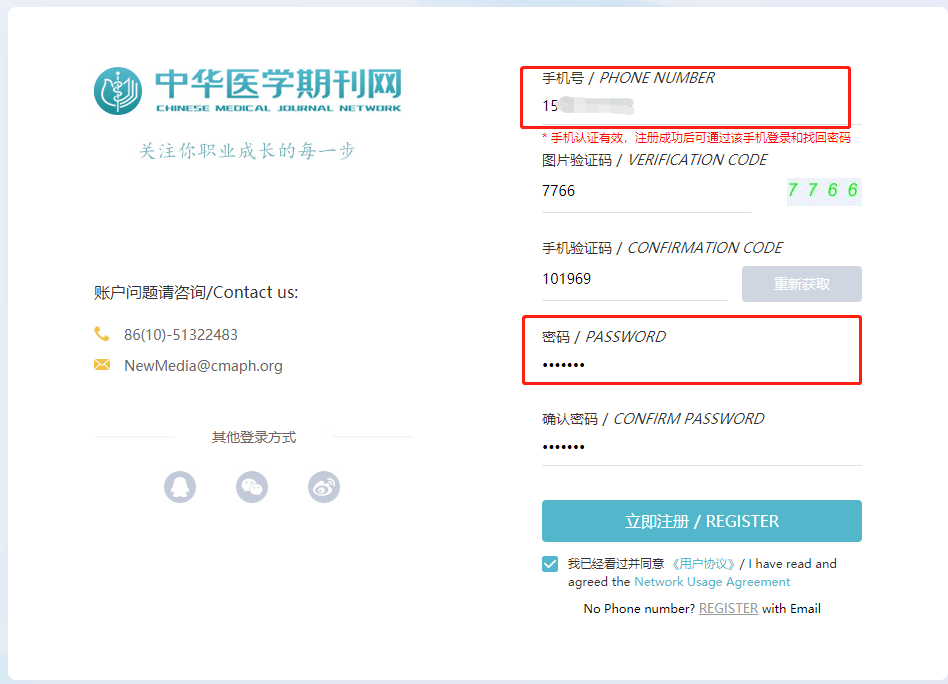 中华医学期刊网
CHINESE MEDICAL JOURNAL NETWORK
关注你职业成长的每一步
账户问题请咨询/Contact us:
86(10)-51322483
NewMedia@cmaph.org
其他登录方式
手机号 / PHONE NUMBER
15
* 手机认证有效，注册成功后可通过该手机登录和找回密码
图片验证码 / VERIFICATION CODE
7766
7 7 6 6
手机验证码 / CONFIRMATION CODE
101969
重新获取
密码 / PASSWORD
•••••••
确认密码 / CONFIRM PASSWORD
•••••••
立即注册 / REGISTER
我已经看过并同意《用户协议》/ I have read and
agreed the Network Usage Agreement
No Phone number? REGISTER with Email